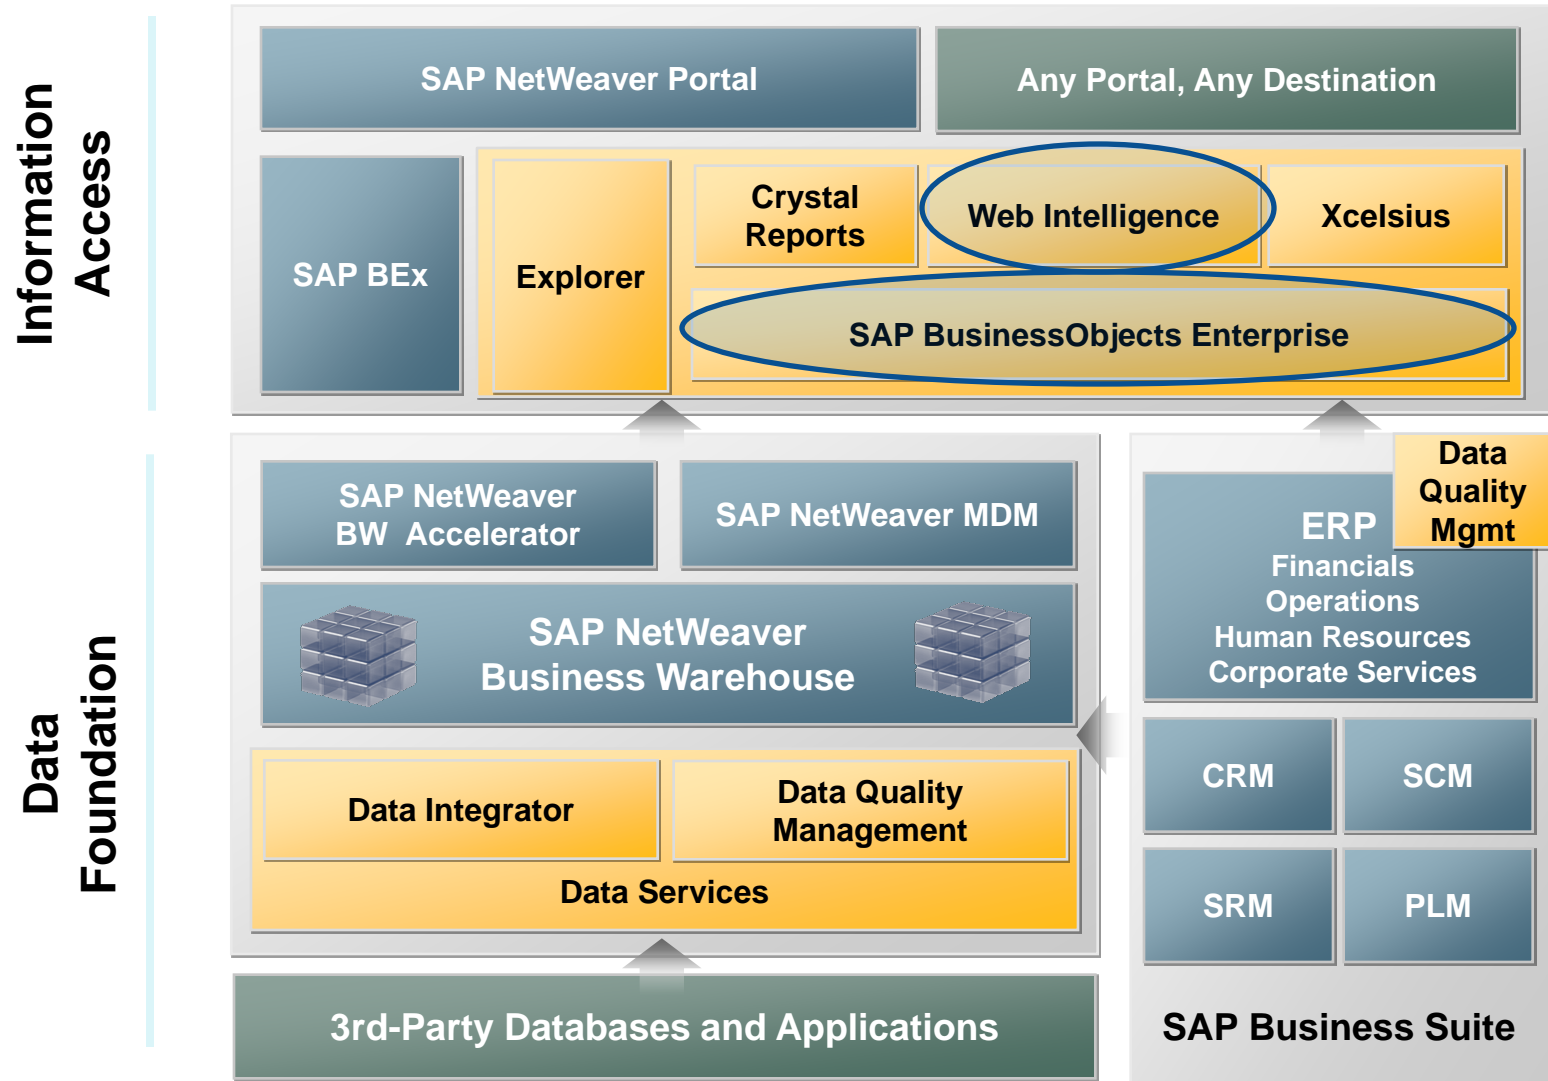 Information
Access
SAP NetWeaver Portal
Any Portal, Any Destination
SAP BEx
Explorer
Crystal
Reports
Web Intelligence
Xcelsius
SAP BusinessObjects Enterprise
Data
Foundation
SAP NetWeaver
BW Accelerator
SAP NetWeaver MDM
SAP NetWeaver
Business Warehouse
Data Integrator
Data Quality
Management
Data Services
3rd-Party Databases and Applications
Data
Quality
Mgmt
ERP
Financials
Operations
Human Resources
Corporate Services
CRM
SCM
SRM
PLM
SAP Business Suite